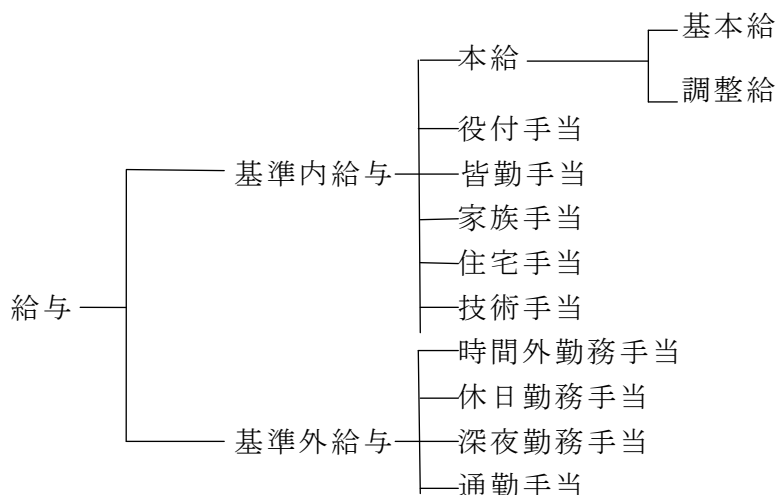 基本給
本給
調整給
役付手当
基準内給与
皆勤手当
家族手当
住宅手当
給与
技術手当
時間外勤務手当
休日勤務手当
基準外給与
深夜勤務手当
通勤手当